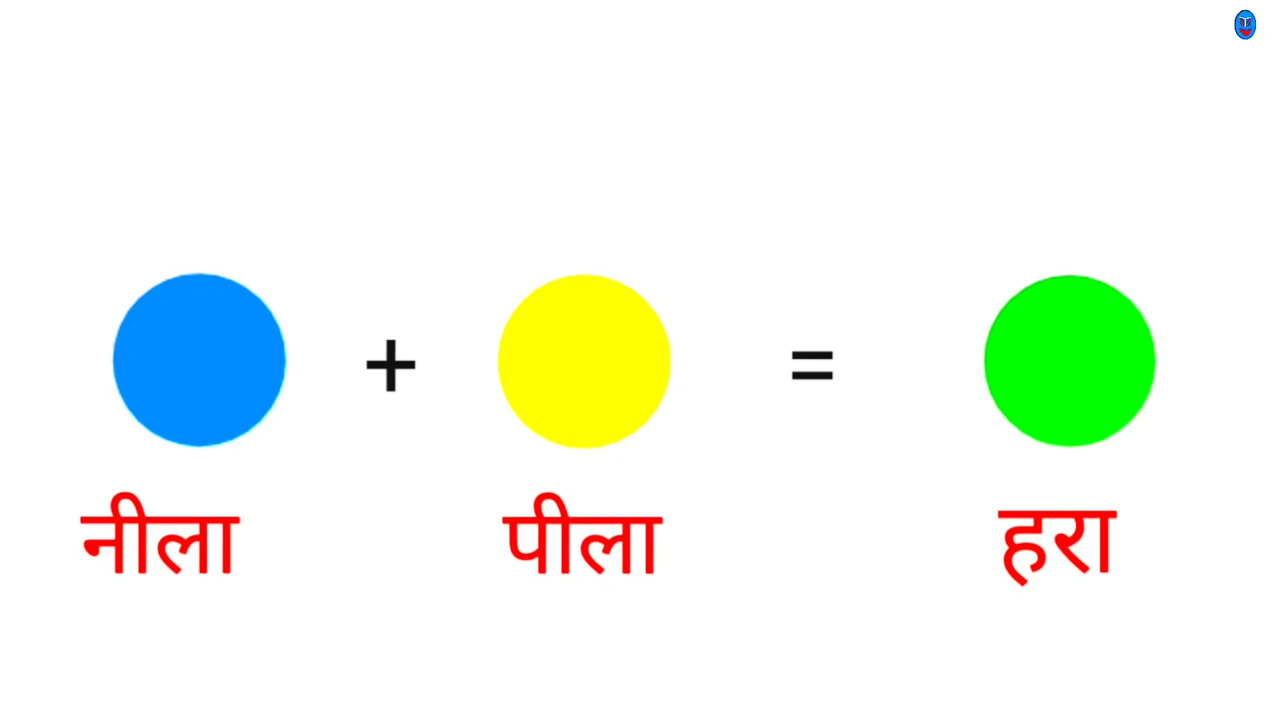 + =
नीला पीला हरा